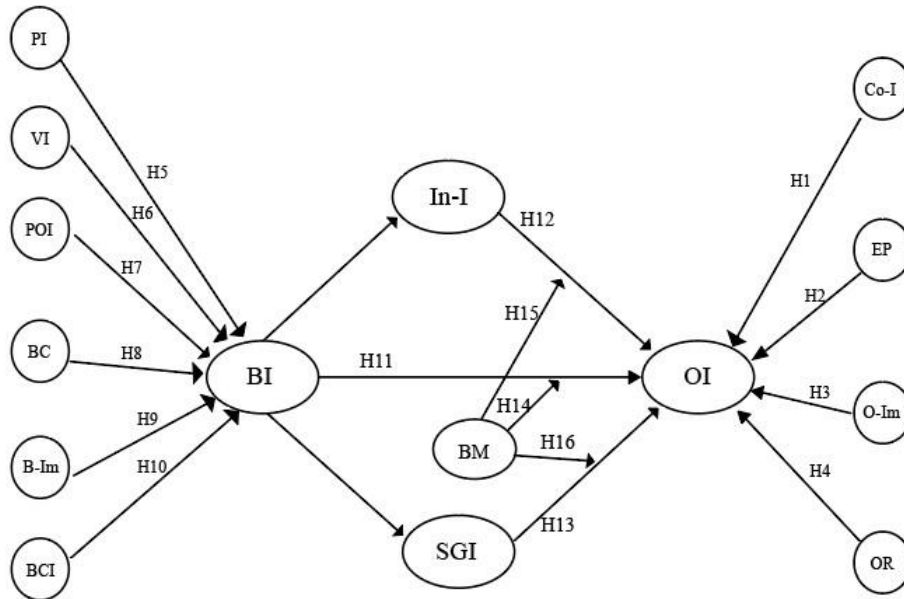 PI
Co-I
VI
H5
H1
In-I
H6
H12
POI
EP
H7
H2
H15
BC
H8
BI
H11
OI
H3
H14
O-Im
H9
BM
H16
B-Im
H10
H4
H13
SGI
BCI
OR